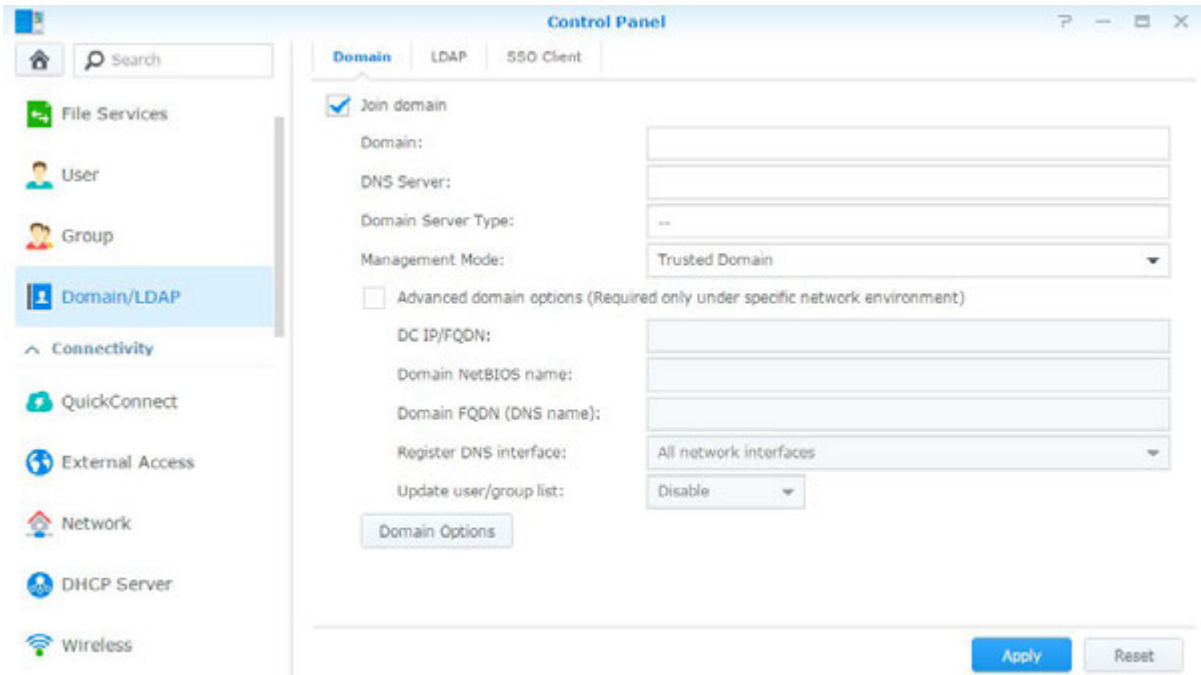 Control Panel
Search
File Services
User
Group
Domain/LDAP
Connectivity
QuickConnect
External Access
Network
DHCP Server
Wireless
Domain LDAP SSO Client
Join domain
Domain:
DNS Server:
Domain Server Type: --
Management Mode: Trusted Domain
Advanced domain options (Required only under specific network environment)
DC IP/FQDN:
Domain NetBIOS name:
Domain FQDN (DNS name):
Register DNS interface: All network interfaces
Update user/group list: Disable
Domain Options
Apply Reset